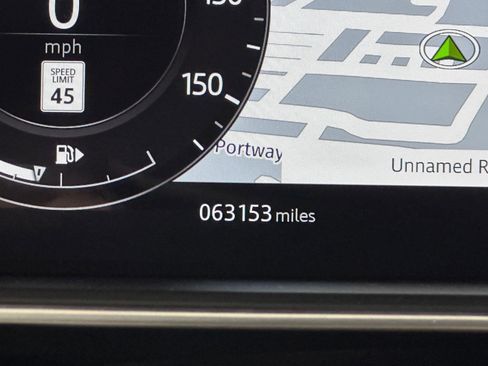 0
mph
SPEED
LIMIT
45
150
Portway
Unnamed R
063153 miles